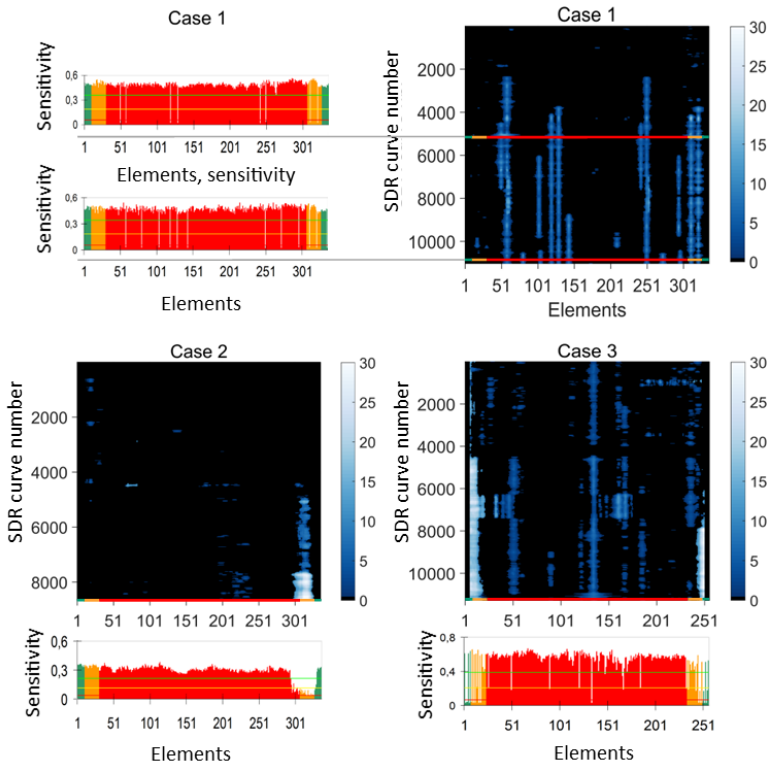 Case 1
Sensitivity
0,6
0,3
0
1 51 101 151 201 251 301
Elements, sensitivity
Sensitivity
0,6
0,3
0
1 51 101 151 201 251 301
Elements
Case 1
SDR curve number
2000
4000
6000
8000
10000
1 51 101 151 201 251 301
Elements
30
25
20
15
10
5
0
Case 2
SDR curve number
2000
4000
6000
8000
1 51 101 151 201 251 301
30
25
20
15
10
5
0
Sensitivity
0,6
0,3
0
1 51 101 151 201 251 301
Elements
Case 3
SDR curve number
2000
4000
6000
8000
10000
1 51 101 151 201 251
30
25
20
15
10
5
0
Sensitivity
0,8
0,4
0
1 51 101 151 201 251
Elements